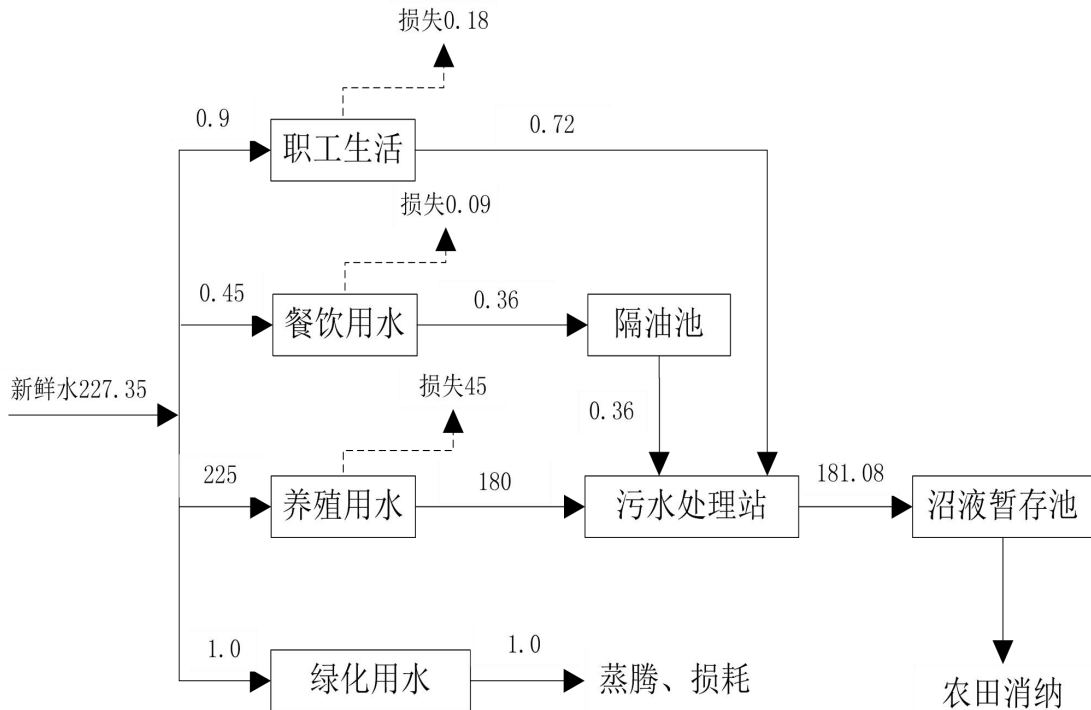 损失0.18
0.9
职工生活
0.72
损失0.09
0.45
餐饮用水
0.36
隔油池
新鲜水227.35
损失45
0.36
225
养殖用水
180
污水处理站
181.08
沼液暂存池
1.0
绿化用水
1.0
蒸腾、损耗
农田消纳